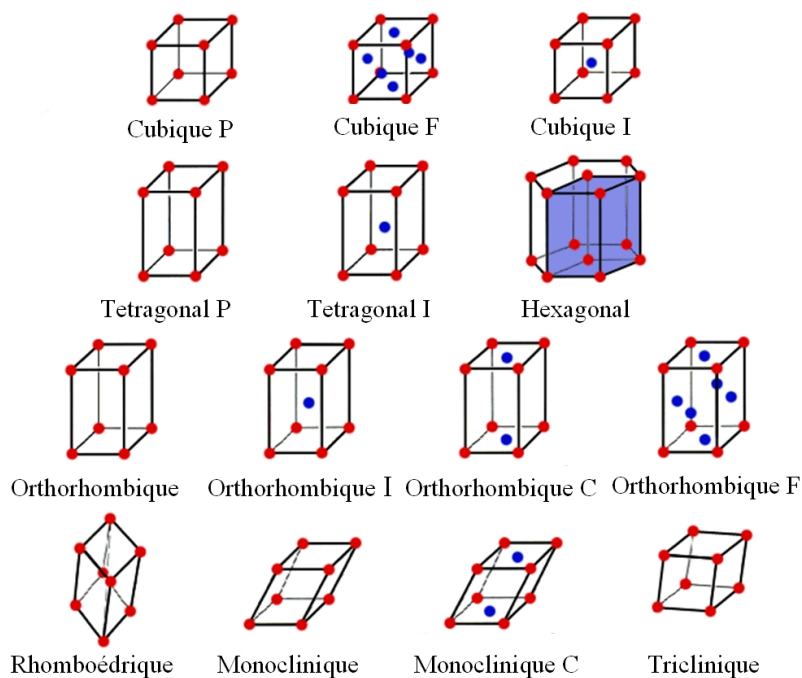 Cubique P Cubique F Cubique I
Tetragonal P Tetragonal I Hexagonal
Orthorhombique Orthorhombique I Orthorhombique C Orthorhombique F
Rhomboédrique Monoclinique Monoclinique C Triclinique